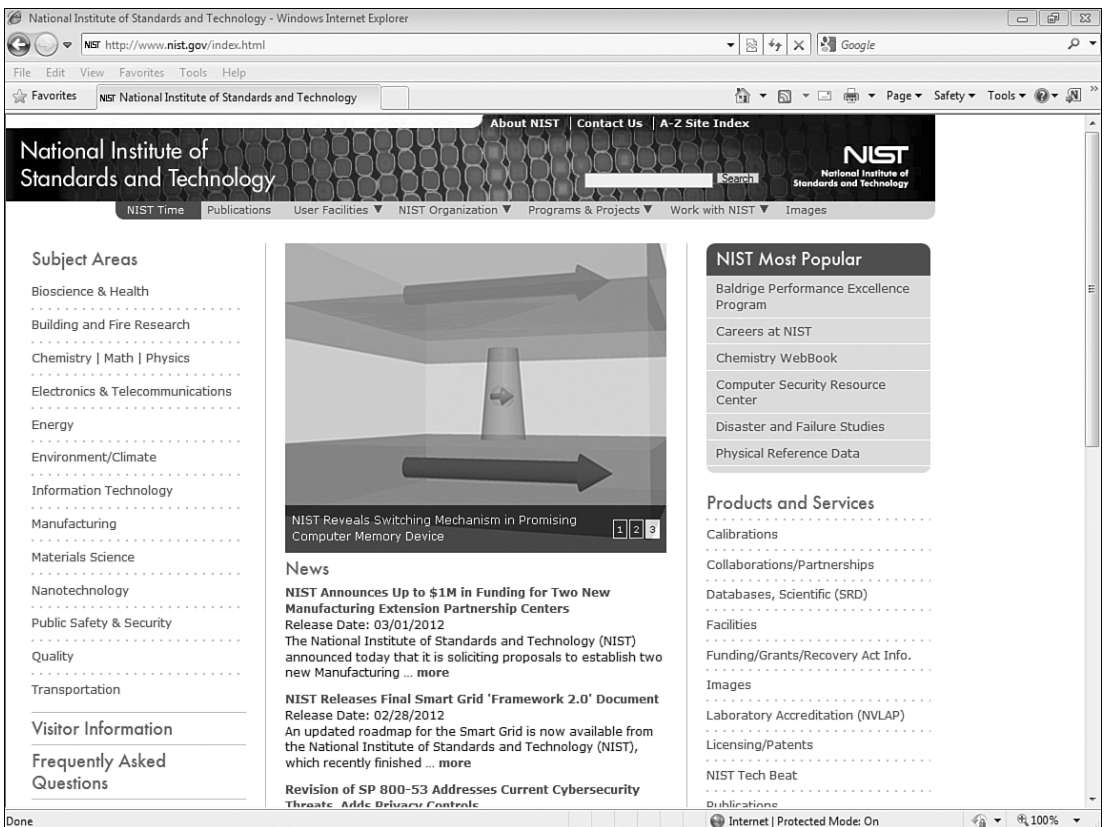 National Institute of Standards and Technology - Windows Internet Explorer
NIST http://www.nist.gov/index.html
Google
File Edit View Favorites Tools Help
Favorites
NIST National Institute of Standards and Technology
Page Safety Tools
About NIST | Contact Us | A-Z Site Index
National Institute of
Standards and Technology
Search
NIST
National Institute of
Standards and Technology
NIST Time Publications User Facilities NIST Organization Programs & Projects Work with NIST Images
Subject Areas
Bioscience & Health
Building and Fire Research
Chemistry | Math | Physics
Electronics & Telecommunications
Energy
Environment/Climate
Information Technology
Manufacturing
Materials Science
Nanotechnology
Public Safety & Security
Quality
Transportation
Visitor Information
Frequently Asked
Questions
NIST Reveals Switching Mechanism in Promising
Computer Memory Device
1 2 3
News
NIST Announces Up to $1M in Funding for Two New
Manufacturing Extension Partnership Centers
Release Date: 03/01/2012
The National Institute of Standards and Technology (NIST)
announced today that it is soliciting proposals to establish two
new Manufacturing ... more
NIST Releases Final Smart Grid 'Framework 2.0' Document
Release Date: 02/28/2012
An updated roadmap for the Smart Grid is now available from
the National Institute of Standards and Technology (NIST),
which recently finished ... more
Revision of SP 800-53 Addresses Current Cybersecurity
Threats, Adds Privacy Controls
NIST Most Popular
Baldrige Performance Excellence
Program
Careers at NIST
Chemistry WebBook
Computer Security Resource
Center
Disaster and Failure Studies
Physical Reference Data
Products and Services
Calibrations
Collaborations/Partnerships
Databases, Scientific (SRD)
Facilities
Funding/Grants/Recovery Act Info.
Images
Laboratory Accreditation (NVLAP)
Licensing/Patents
NIST Tech Beat
Publications
Done
Internet | Protected Mode: On
100%